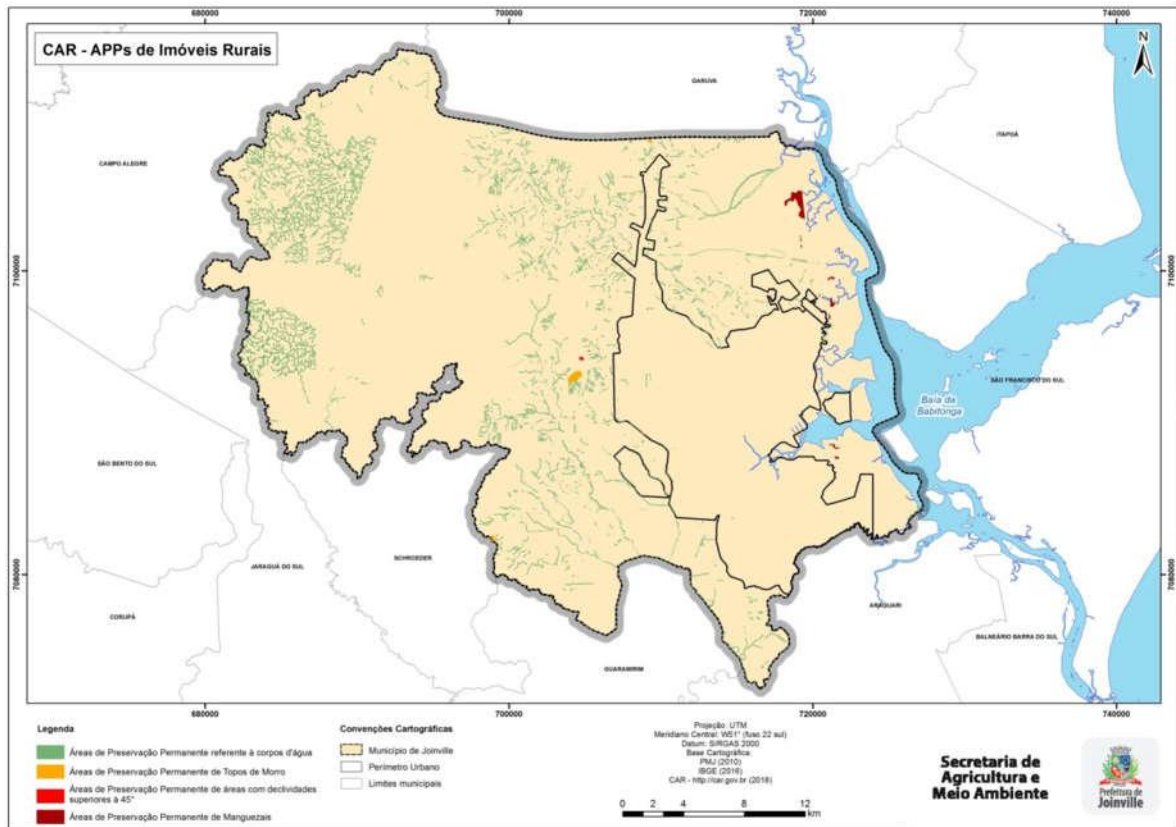 680000
700000
720000
740000
CAR - APPs de Imóveis Rurais
N
GARUVA
ITAPOÁ
CAMPO ALEGRE
7100000
7100000
SÃO FRANCISCO DO SUL
Baía da
Babitonga
SÃO BENTO DO SUL
SCHROEDER
JARAGUÁ DO SUL
7080000
7080000
ARAQUARI
CORUPÁ
BALNEÁRIO BARRA DO SUL
GUARAMIRIM
680000
700000
720000
740000
Legenda
Áreas de Preservação Permanente referente à corpos d'água
Áreas de Preservação Permanente de Topos de Morro
Áreas de Preservação Permanente de áreas com declividades
superiores à 45°
Áreas de Preservação Permanente de Manguezais
Convenções Cartográficas
Município de Joinville
Perímetro Urbano
Limites municipais
Projeção: UTM
Meridiano Central: W51° (fuso 22 sul)
Datum: SIRGAS 2000
Base Cartográfica:
PMJ (2010)
IBGE (2016)
CAR - http://car.gov.br (2018)
0 2 4 8 12
km
Secretaria de
Agricultura e
Meio Ambiente
Prefeitura de
Joinville